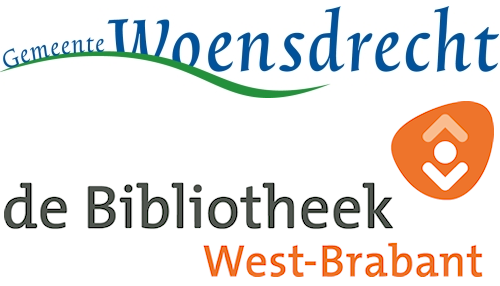 Gemeente Woensdrecht
de Bibliotheek
West-Brabant